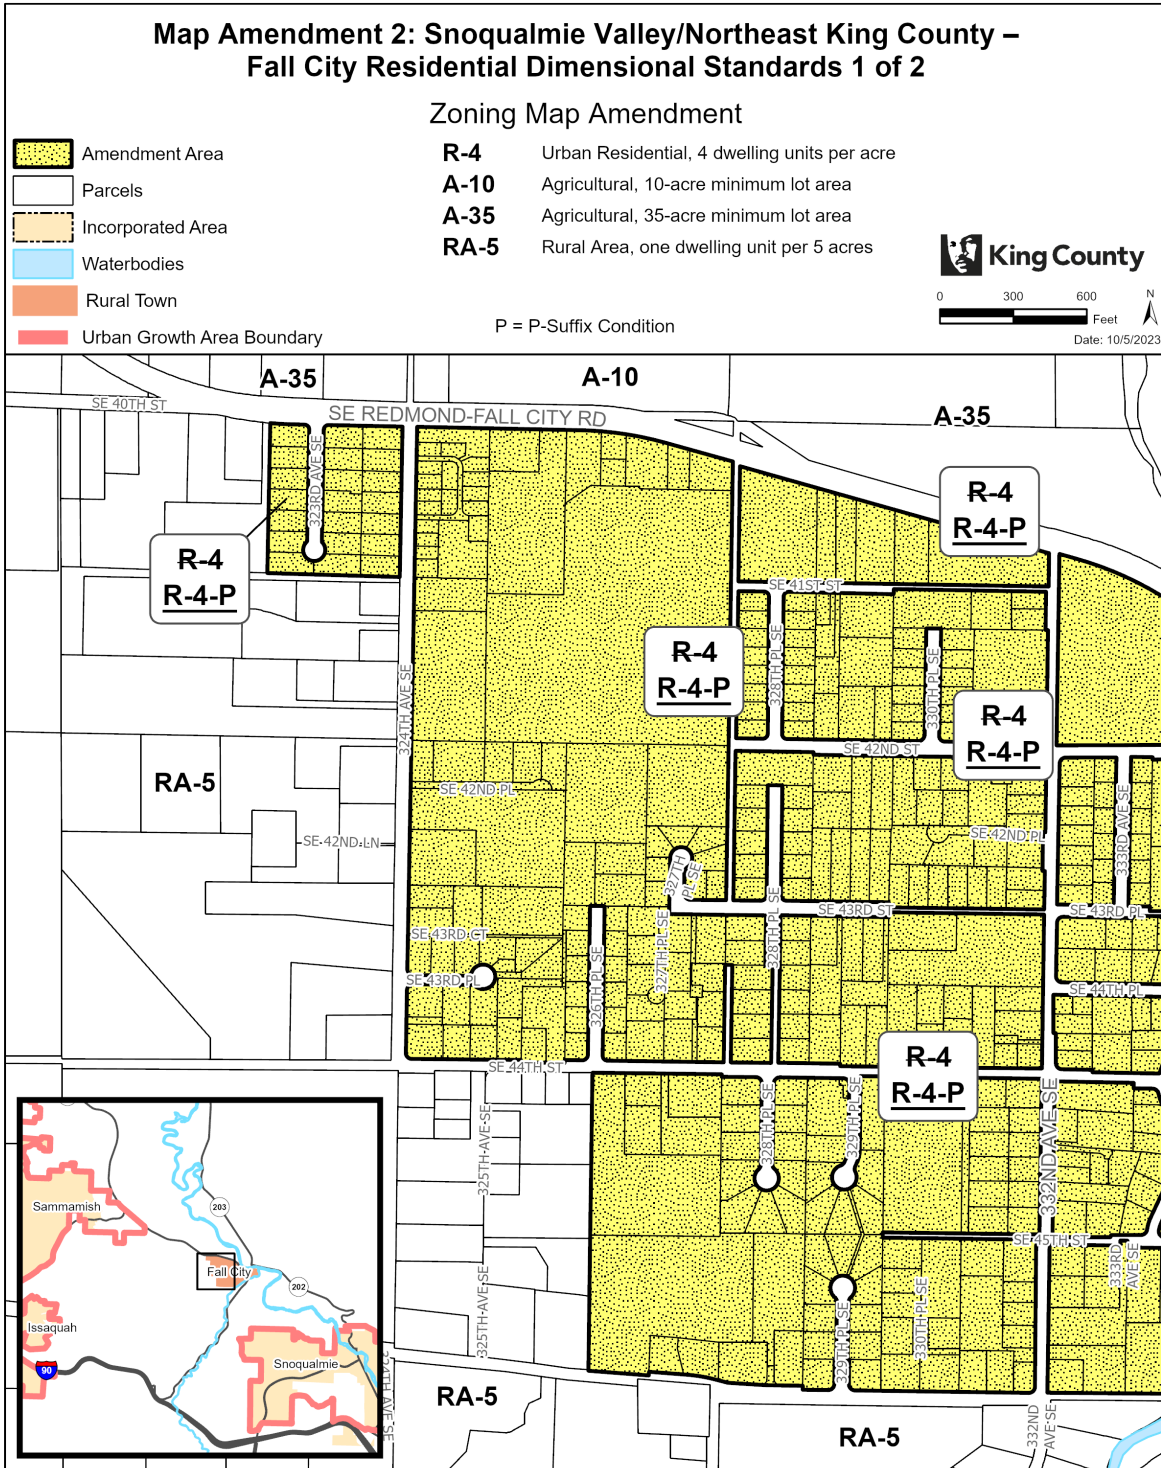 Map Amendment 2: Snoqualmie Valley/Northeast King County –
Fall City Residential Dimensional Standards 1 of 2
Zoning Map Amendment
Amendment Area
Parcels
Incorporated Area
Waterbodies
Rural Town
Urban Growth Area Boundary
R-4 Urban Residential, 4 dwelling units per acre
A-10 Agricultural, 10-acre minimum lot area
A-35 Agricultural, 35-acre minimum lot area
RA-5 Rural Area, one dwelling unit per 5 acres
P = P-Suffix Condition
King County
0 300 600
Feet
N
Date: 10/5/2023
A-35
A-10
A-35
SE 40TH ST
SE REDMOND-FALL CITY RD
323RD AVE SE
R-4
R-4-P
R-4
R-4-P
SE 41ST ST
328TH PL SE
330TH PL SE
R-4
R-4-P
R-4
R-4-P
324TH AVE SE
SE 42ND ST
RA-5
SE 42ND PL
SE 42ND LN
SE 42ND PL
333RD AVE SE
327TH
PL SE
SE 43RD ST
SE 43RD PL
328TH PL SE
SE 43RD CT
SE 43RD PL
326TH PL SE
327TH PL SE
SE 44TH PL
SE 44TH ST
R-4
R-4-P
328TH PL SE
329TH PL SE
332ND AVE SE
325TH AVE SE
SE 45TH ST
333RD
AVE SE
325TH AVE SE
329TH PL SE
330TH PL SE
324TH AVE SE
RA-5
RA-5
332ND
AVE SE
Sammamish
203
Fall City
202
Issaquah
90
Snoqualmie